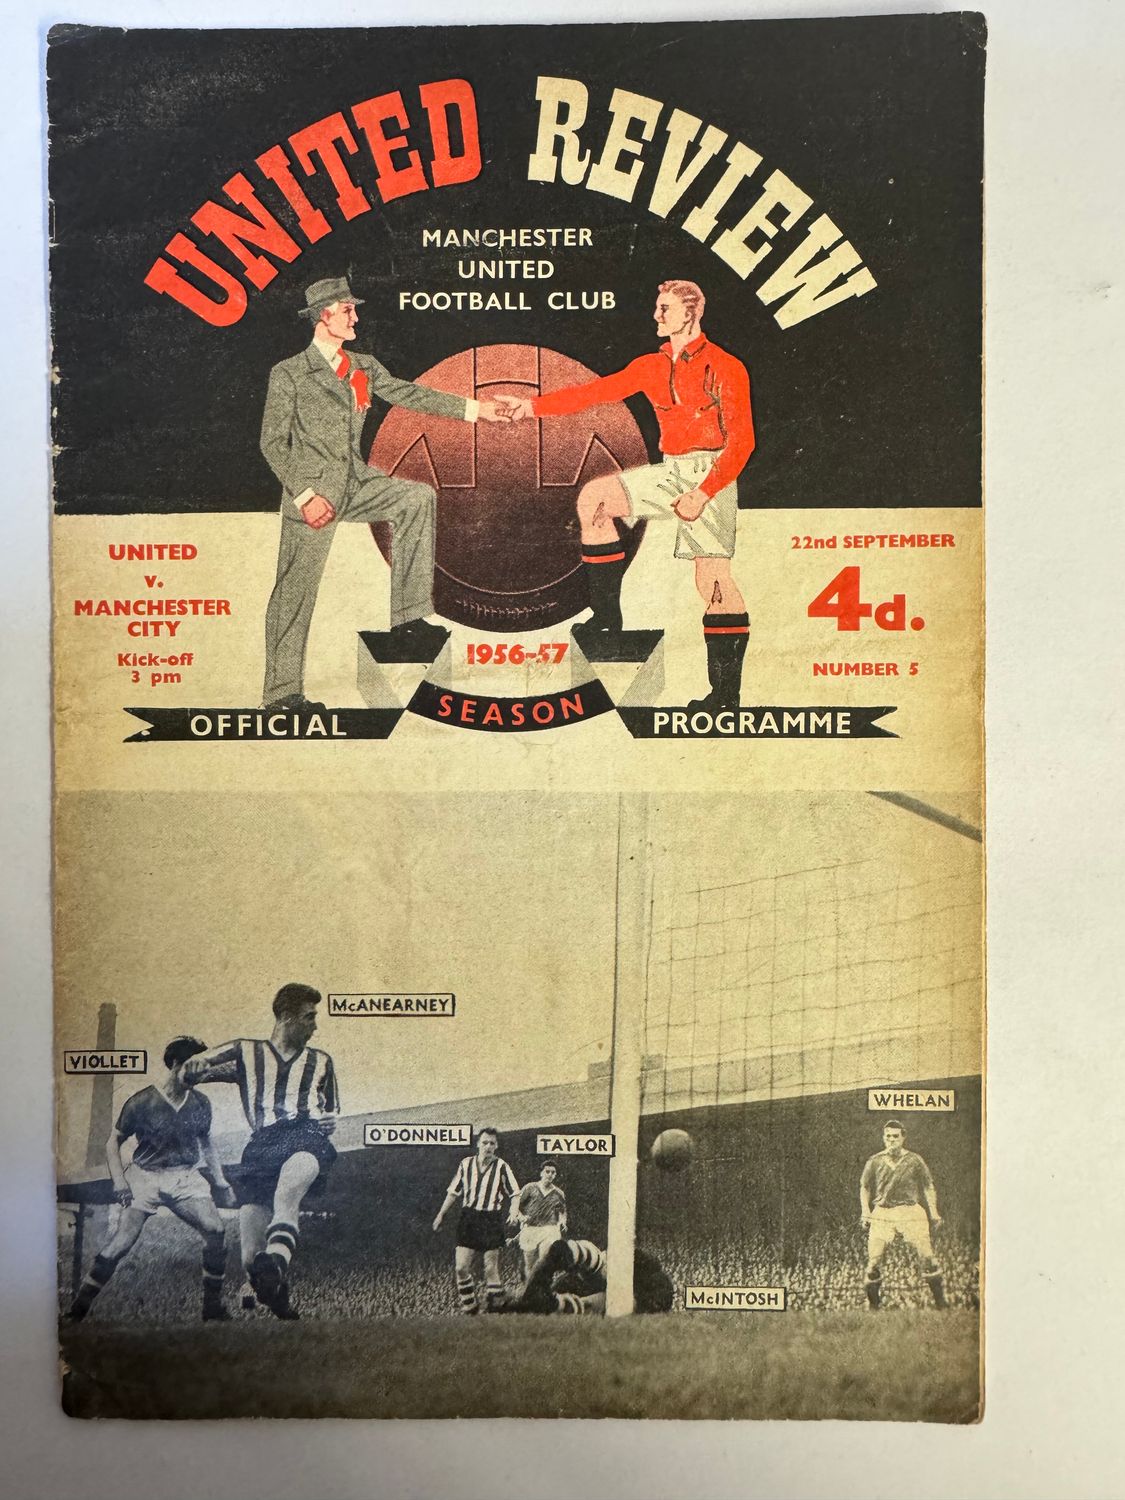 UNITED REVIEW
MANCHESTER
UNITED
FOOTBALL CLUB
UNITED
v.
MANCHESTER
CITY
Kick-off
3 pm
22nd SEPTEMBER
4d.
NUMBER 5
1956-57
SEASON
OFFICIAL
PROGRAMME
McANEARNEY
VIOLLET
O'DONNELL
TAYLOR
WHELAN
McINTOSH